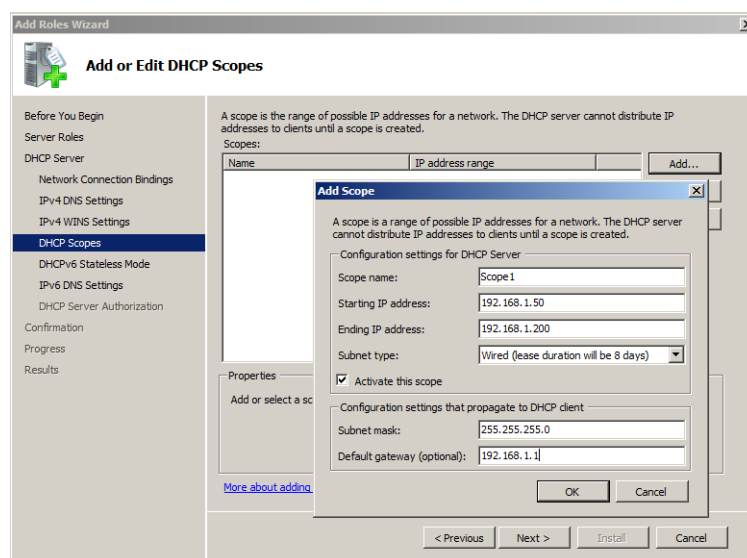 Add Roles Wizard
Add or Edit DHCP Scopes
Before You Begin
Server Roles
DHCP Server
Network Connection Bindings
IPv4 DNS Settings
IPv4 WINS Settings
DHCP Scopes
DHCPv6 Stateless Mode
IPv6 DNS Settings
DHCP Server Authorization
Confirmation
Progress
Results
A scope is the range of possible IP addresses for a network. The DHCP server cannot distribute IP
addresses to clients until a scope is created.
Scopes:
Name IP address range
Add...
Properties
Add or select a sc
More about adding
Add Scope
A scope is a range of possible IP addresses for a network. The DHCP server
cannot distribute IP addresses to clients until a scope is created.
Configuration settings for DHCP Server
Scope name: Scope1
Starting IP address: 192.168.1.50
Ending IP address: 192.168.1.200
Subnet type: Wired (lease duration will be 8 days)
Activate this scope
Configuration settings that propagate to DHCP client
Subnet mask: 255.255.255.0
Default gateway (optional): 192.168.1.1
OK Cancel
< Previous Next > Install Cancel